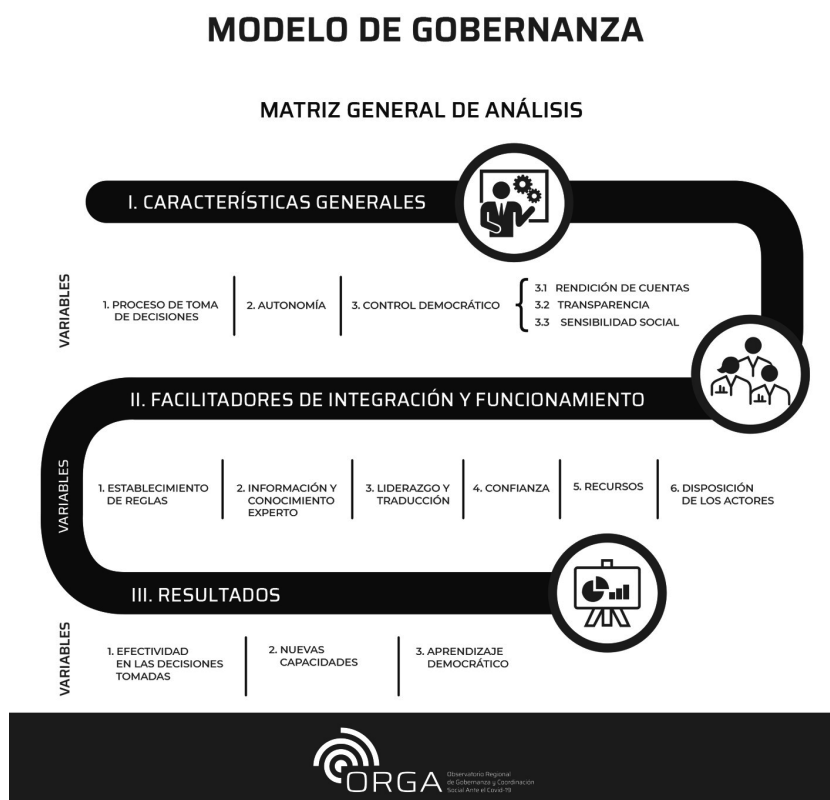 MODELO DE GOBERNANZA
MATRIZ GENERAL DE ANÁLISIS
I. CARACTERÍSTICAS GENERALES
VARIABLES
1. PROCESO DE TOMA
DE DECISIONES
2. AUTONOMÍA
3. CONTROL DEMOCRÁTICO
3.1 RENDICIÓN DE CUENTAS
3.2 TRANSPARENCIA
3.3 SENSIBILIDAD SOCIAL
II. FACILITADORES DE INTEGRACIÓN Y FUNCIONAMIENTO
VARIABLES
1. ESTABLECIMIENTO
DE REGLAS
2. INFORMACIÓN Y
CONOCIMIENTO
EXPERTO
3. LIDERAZGO Y
TRADUCCIÓN
4. CONFIANZA
5. RECURSOS
6. DISPOSICIÓN
DE LOS ACTORES
III. RESULTADOS
VARIABLES
1. EFECTIVIDAD
EN LAS DECISIONES
TOMADAS
2. NUEVAS
CAPACIDADES
3. APRENDIZAJE
DEMOCRÁTICO
ORGA
Observatorio Regional
de Gobernanza y Coordinación
Social Ante el Covid-19